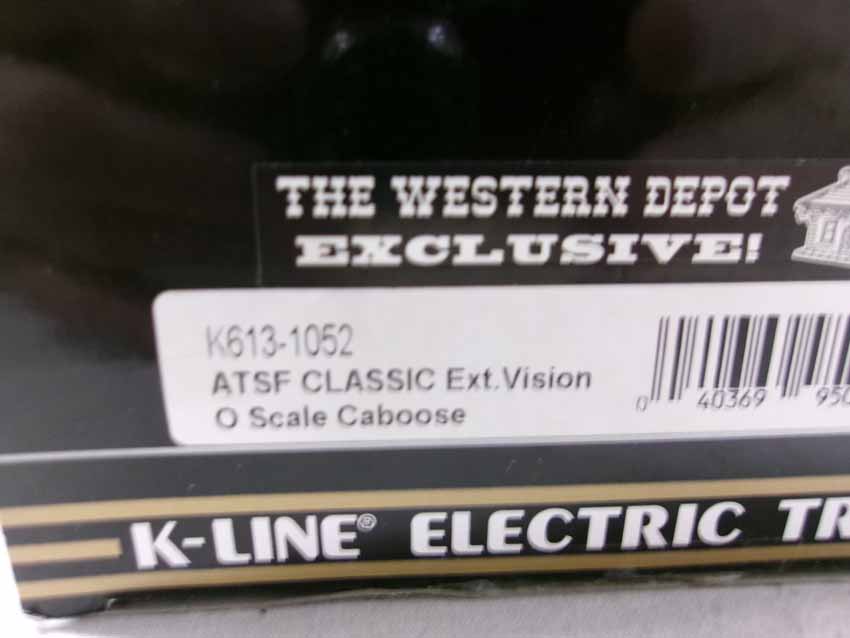 THE WESTERN DEPOT
EXCLUSIVE!
K613-1052
ATSF CLASSIC Ext.Vision
O Scale Caboose
0 40369 950
K-LINE® ELECTRIC TR